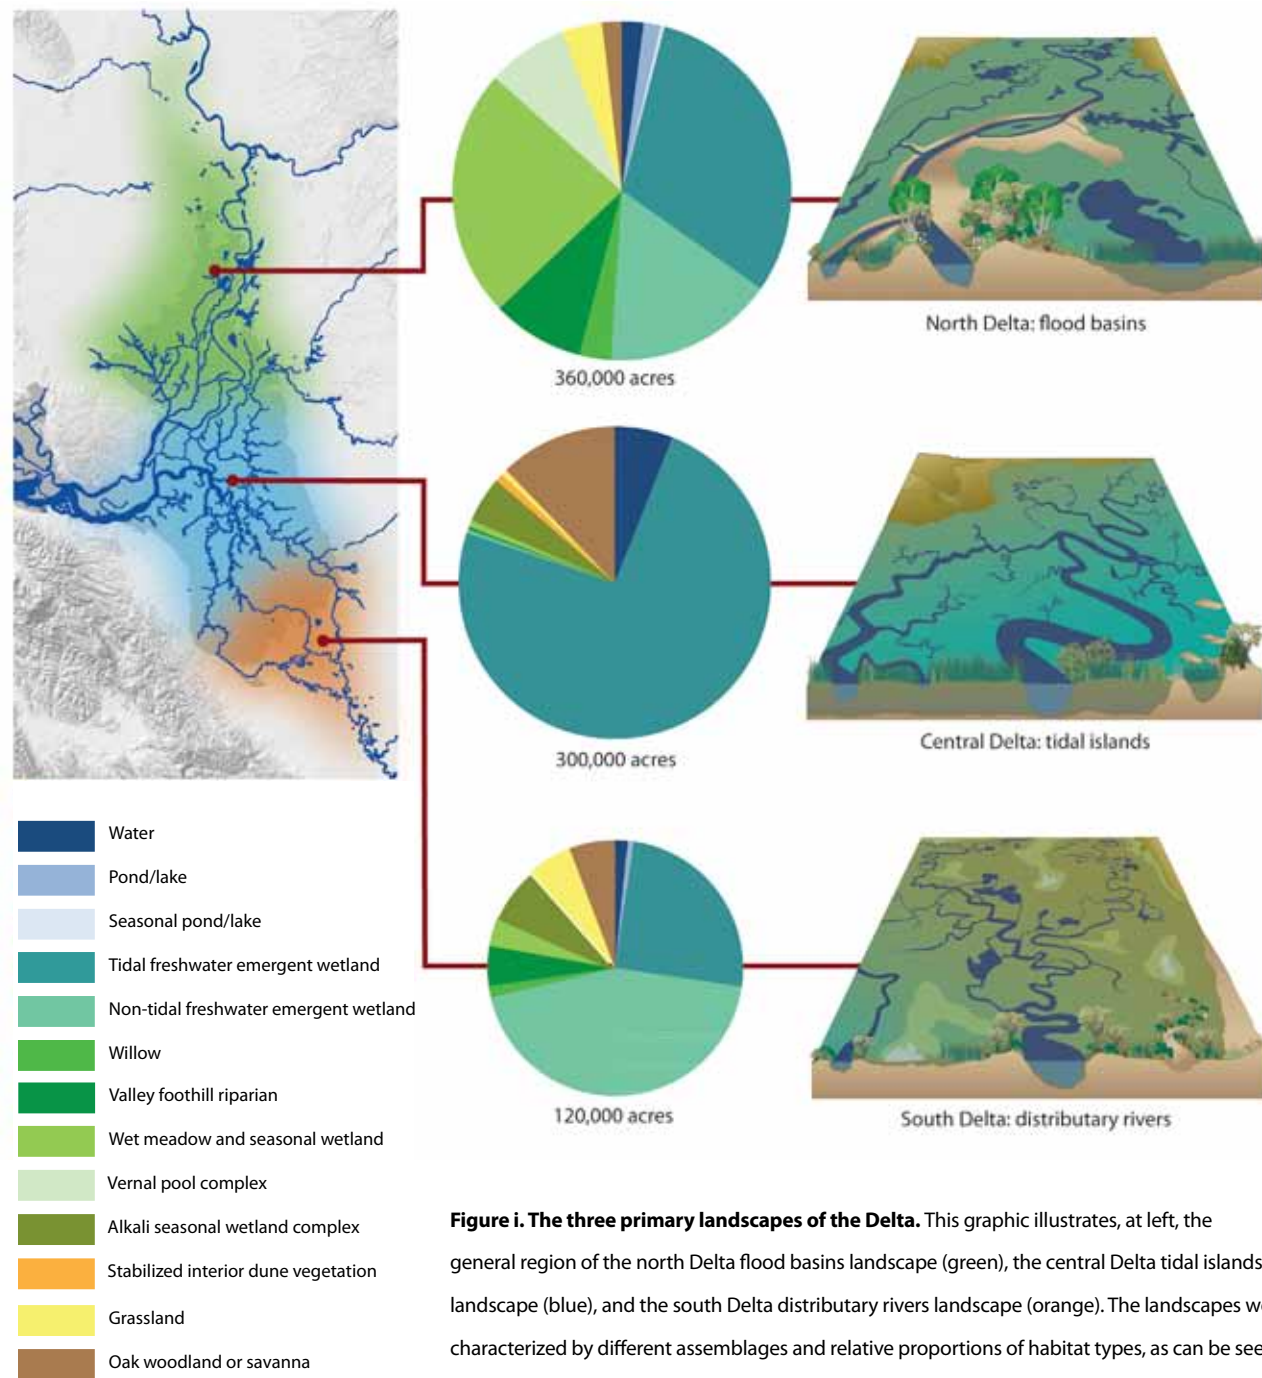 360,000 acres
North Delta: flood basins
300,000 acres
Central Delta: tidal islands
120,000 acres
South Delta: distributary rivers
Water
Pond/lake
Seasonal pond/lake
Tidal freshwater emergent wetland
Non-tidal freshwater emergent wetland
Willow
Valley foothill riparian
Wet meadow and seasonal wetland
Vernal pool complex
Alkali seasonal wetland complex
Stabilized interior dune vegetation
Grassland
Oak woodland or savanna
Figure i. The three primary landscapes of the Delta. This graphic illustrates, at left, the
general region of the north Delta flood basins landscape (green), the central Delta tidal islands
landscape (blue), and the south Delta distributary rivers landscape (orange). The landscapes
characterized by different assemblages and relative proportions of habitat types, as can be